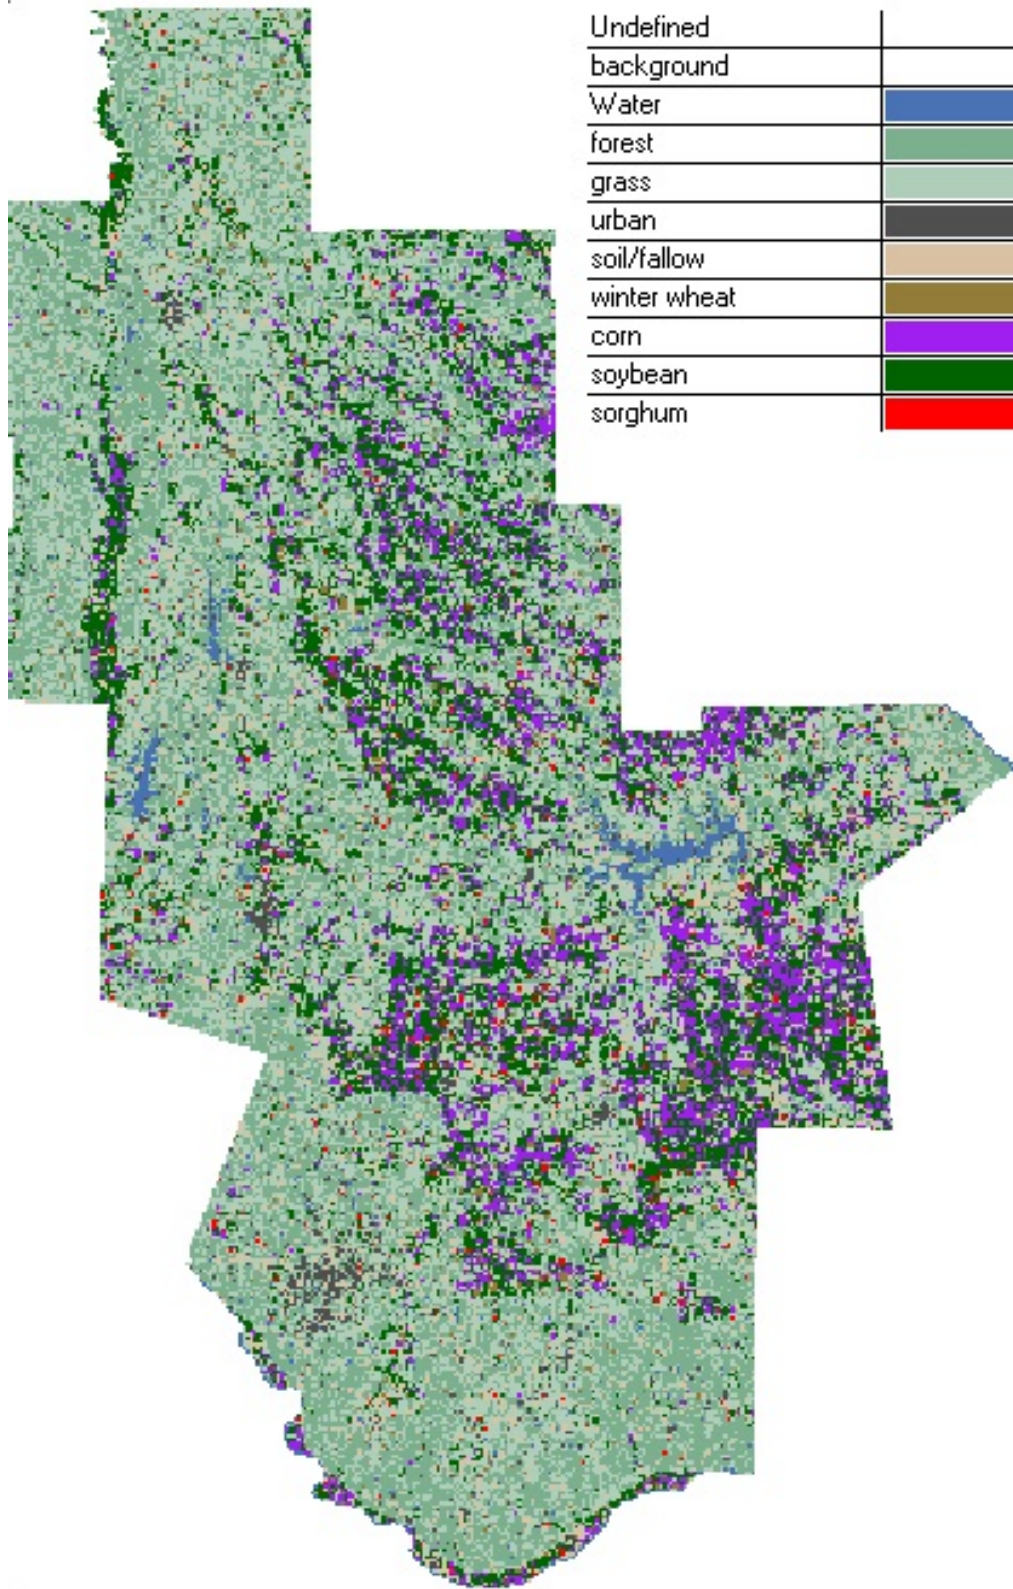 Undefined
background
Water
forest
grass
urban
soil/fallow
winter wheat
corn
soybean
sorghum